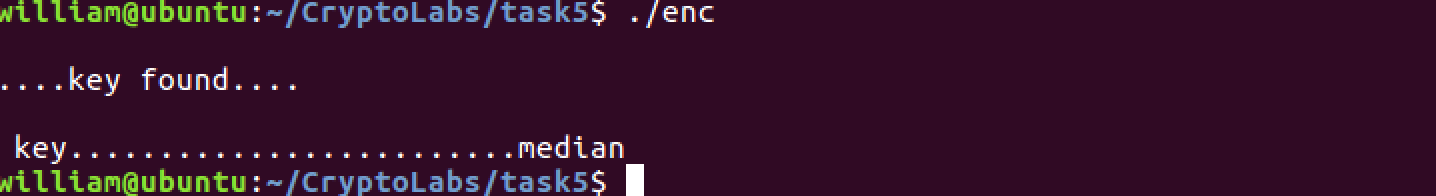 william@ubuntu:~/CryptoLabs/task5$ ./enc
....key found....
key.........................median
william@ubuntu:~/CryptoLabs/task5$